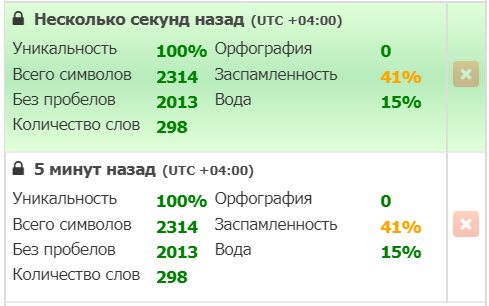 Несколько секунд назад (UTC +04:00)
Уникальность 100% Орфография 0
Всего символов 2314 Заспамленность 41%
Без пробелов 2013 Вода 15%
Количество слов 298
5 минут назад (UTC +04:00)
Уникальность 100% Орфография 0
Всего символов 2314 Заспамленность 41%
Без пробелов 2013 Вода 15%
Количество слов 298